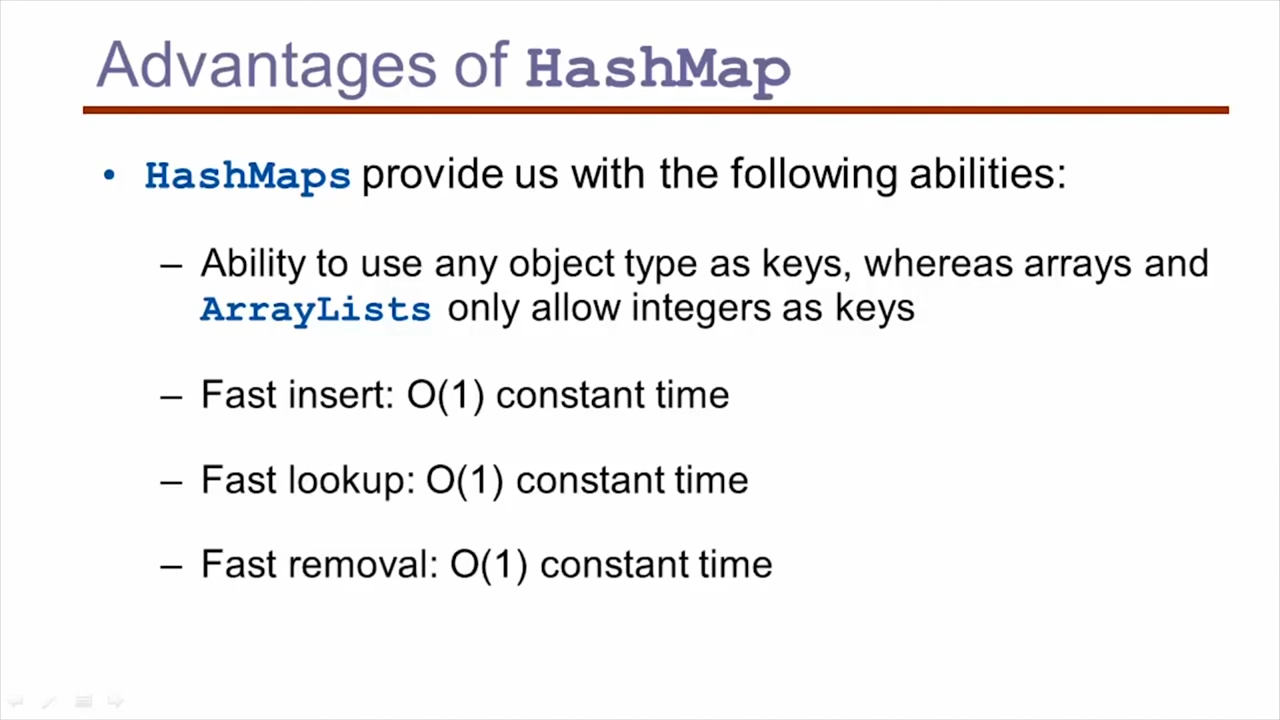 Advantages of HashMap
• HashMaps provide us with the following abilities:
– Ability to use any object type as keys, whereas arrays and
ArrayLists only allow integers as keys
– Fast insert: O(1) constant time
– Fast lookup: O(1) constant time
– Fast removal: O(1) constant time